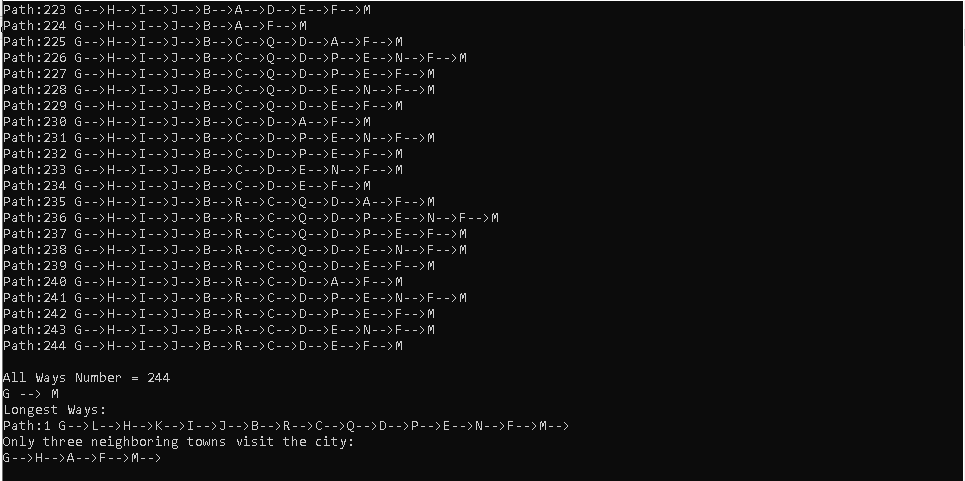 Path:223 G-->H-->I-->J-->B-->A-->D-->E-->F-->M
Path:224 G-->H-->I-->J-->B-->A-->F-->M
Path:225 G-->H-->I-->J-->B-->C-->Q-->D-->A-->F-->M
Path:226 G-->H-->I-->J-->B-->C-->Q-->D-->P-->E-->N-->F-->M
Path:227 G-->H-->I-->J-->B-->C-->Q-->D-->P-->E-->F-->M
Path:228 G-->H-->I-->J-->B-->C-->Q-->D-->E-->N-->F-->M
Path:229 G-->H-->I-->J-->B-->C-->Q-->D-->E-->F-->M
Path:230 G-->H-->I-->J-->B-->C-->D-->A-->F-->M
Path:231 G-->H-->I-->J-->B-->C-->D-->P-->E-->N-->F-->M
Path:232 G-->H-->I-->J-->B-->C-->D-->P-->E-->F-->M
Path:233 G-->H-->I-->J-->B-->C-->D-->E-->N-->F-->M
Path:234 G-->H-->I-->J-->B-->C-->D-->E-->F-->M
Path:235 G-->H-->I-->J-->B-->R-->C-->Q-->D-->A-->F-->M
Path:236 G-->H-->I-->J-->B-->R-->C-->Q-->D-->P-->E-->N-->F-->M
Path:237 G-->H-->I-->J-->B-->R-->C-->Q-->D-->P-->E-->F-->M
Path:238 G-->H-->I-->J-->B-->R-->C-->Q-->D-->E-->N-->F-->M
Path:239 G-->H-->I-->J-->B-->R-->C-->Q-->D-->E-->F-->M
Path:240 G-->H-->I-->J-->B-->R-->C-->D-->A-->F-->M
Path:241 G-->H-->I-->J-->B-->R-->C-->D-->P-->E-->N-->F-->M
Path:242 G-->H-->I-->J-->B-->R-->C-->D-->P-->E-->F-->M
Path:243 G-->H-->I-->J-->B-->R-->C-->D-->E-->N-->F-->M
Path:244 G-->H-->I-->J-->B-->R-->C-->D-->E-->F-->M
All Ways Number = 244
G --> M
Longest Ways:
Path:1 G-->L-->H-->K-->I-->J-->B-->R-->C-->Q-->D-->P-->E-->N-->F-->M-->
Only three neighboring towns visit the city:
G-->H-->A-->F-->M-->